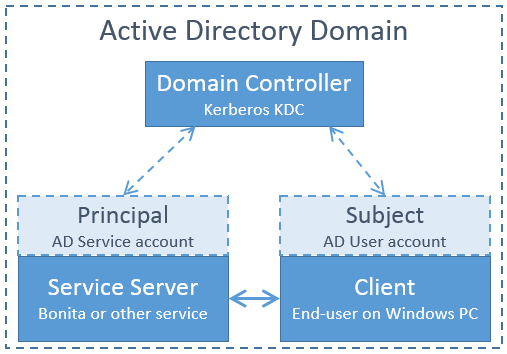 Active Directory Domain
Domain Controller
Kerberos KDC
Principal
AD Service account
Subject
AD User account
Service Server
Bonita or other service
Client
End-user on Windows PC